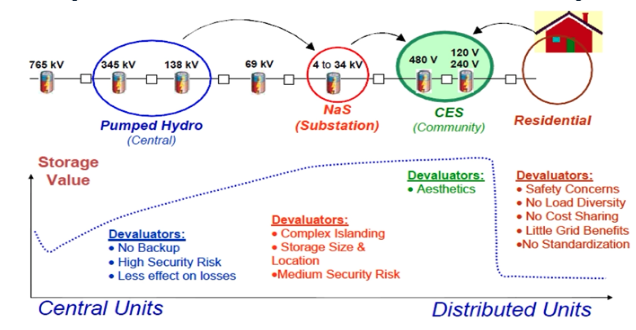 765 kV
345 kV
138 kV
69 kV
4 to 34 kV
480 V
120 V
240 V
Pumped Hydro
(Central)
NaS
(Substation)
CES
(Community)
Residential
Storage
Value
Devaluators:
• No Backup
• High Security Risk
• Less effect on losses
Devaluators:
• Complex Islanding
• Storage Size &
Location
•Medium Security Risk
Devaluators:
• Aesthetics
Devaluators:
• Safety Concerns
• No Load Diversity
• No Cost Sharing
• Little Grid Benefits
•No Standardization
Central Units
Distributed Units